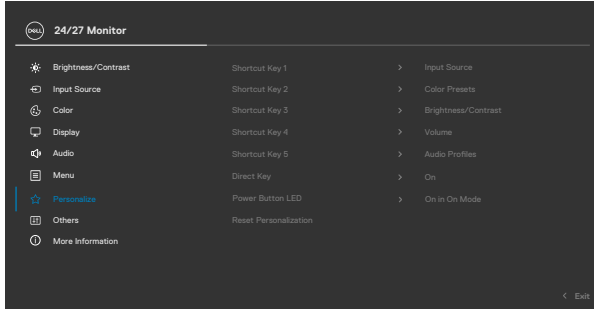 DELL 24/27 Monitor
Brightness/Contrast Shortcut Key 1 > Input Source
Input Source Shortcut Key 2 > Color Presets
Color Shortcut Key 3 > Brightness/Contrast
Display Shortcut Key 4 > Volume
Audio Shortcut Key 5 > Audio Profiles
Menu Direct Key > On
Personalize Power Button LED > On in On Mode
Others Reset Personalization
More Information
< Exit